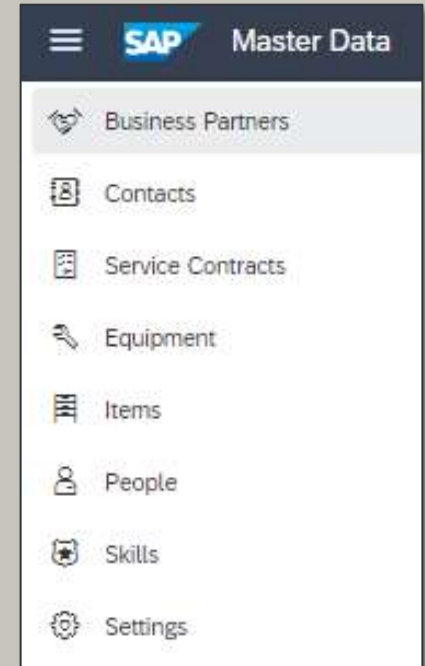 SAP Master Data
Business Partners
Contacts
Service Contracts
Equipment
Items
People
Skills
Settings